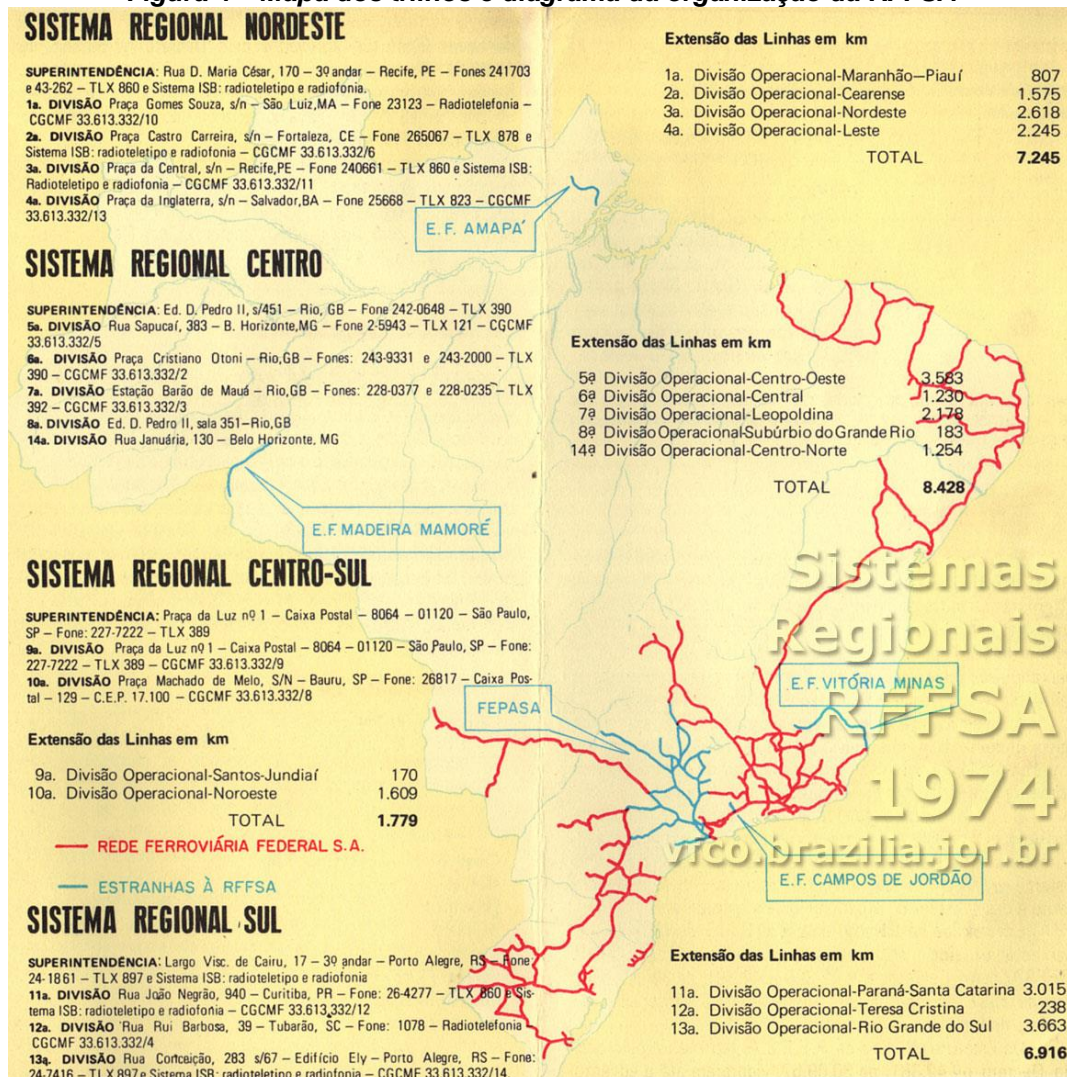 Figura 4 – Mapa dos trilhos e diagrama da organização da RFFSA
SISTEMA REGIONAL NORDESTE
SUPERINTENDÊNCIA: Rua D. Maria César, 170 – 3º andar – Recife, PE – Fones 241703
e 43-262 – TLX 860 e Sistema ISB: radioteletipo e radiofonia.
1a. DIVISÃO Praça Gomes Souza, s/n – São Luiz,MA – Fone 23123 – Radiotelefonia –
CGCMF 33.613.332/10
2a. DIVISÃO Praça Castro Carreira, s/n – Fortaleza, CE – Fone 265067 – TLX 878 e
Sistema ISB: radioteletipo e radiofonia – CGCMF 33.613.332/6
3a. DIVISÃO Praça da Central, s/n – Recife,PE – Fone 240661 – TLX 860 e Sistema ISB:
Radioteletipo e radiofonia – CGCMF 33.613.332/11
4a. DIVISÃO Praça da Inglaterra, s/n – Salvador,BA – Fone 25668 – TLX 823 – CGCMF
33.613.332/13
Extensão das Linhas em km
1a. Divisão Operacional-Maranhão–Piauí 807
2a. Divisão Operacional-Cearense 1.575
3a. Divisão Operacional-Nordeste 2.618
4a. Divisão Operacional-Leste 2.245
TOTAL 7.245
E.F. AMAPÁ
SISTEMA REGIONAL CENTRO
SUPERINTENDÊNCIA: Ed. D. Pedro II, s/451 – Rio, GB – Fone 242-0648 – TLX 390
5a. DIVISÃO Rua Sapucaí, 383 – B. Horizonte,MG – Fone 2-5943 – TLX 121 – CGCMF
33.613.332/5
6a. DIVISÃO Praça Cristiano Otoni – Rio,GB – Fones: 243-9331 e 243-2000 – TLX
390 – CGCMF 33.613.332/2
7a. DIVISÃO Estação Barão de Mauá – Rio,GB – Fones: 228-0377 e 228-0235 – TLX
392 – CGCMF 33.613.332/3
8a. DIVISÃO Ed. D. Pedro II, sala 351–Rio,GB
14a. DIVISÃO Rua Januária, 130 – Belo Horizonte, MG
Extensão das Linhas em km
5ª Divisão Operacional-Centro-Oeste 3.583
6ª Divisão Operacional-Central 1.230
7ª Divisão Operacional-Leopoldina 2.178
8ª Divisão Operacional-Subúrbio do Grande Rio 183
14ª Divisão Operacional-Centro-Norte 1.254
TOTAL 8.428
E.F. MADEIRA MAMORÉ
SISTEMA REGIONAL CENTRO-SUL
SUPERINTENDÊNCIA: Praça da Luz nº 1 – Caixa Postal – 8064 – 01120 – São Paulo,
SP – Fone: 227-7222 – TLX 389
9a. DIVISÃO Praça da Luz nº 1 – Caixa Postal – 8064 – 01120 – São Paulo, SP – Fone:
227-7222 – TLX 389 – CGCMF 33.613.332/9
10a. DIVISÃO Praça Machado de Melo, S/N – Bauru, SP – Fone: 26817 – Caixa Pos-
tal – 129 – C.E.P. 17.100 – CGCMF 33.613.332/8
Sistemas
Regionais
RFFSA
1974
vfco.brazilia.jor.br
E.F. VITÓRIA MINAS
FEPASA
E.F. CAMPOS DE JORDÃO
Extensão das Linhas em km
9a. Divisão Operacional-Santos-Jundiaí 170
10a. Divisão Operacional-Noroeste 1.609
TOTAL 1.779
REDE FERROVIÁRIA FEDERAL S.A.
ESTRANHAS À RFFSA
SISTEMA REGIONAL SUL
SUPERINTENDÊNCIA: Largo Visc. de Cairu, 17 – 3º andar – Porto Alegre, RS – Fone:
24-1861 – TLX 897 e Sistema ISB: radioteletipo e radiofonia
11a. DIVISÃO Rua João Negrão, 940 – Curitiba, PR – Fone: 26-4277 – TLX 860 e Sis-
tema ISB: radioteletipo e radiofonia – CGCMF 33.613.332/12
12a. DIVISÃO Rua Rui Barbosa, 39 – Tubarão, SC – Fone: 1078 – Radiotelefonia –
CGCMF 33.613.332/4
13a. DIVISÃO Rua Conceição, 283 s/67 – Edifício Ely – Porto Alegre, RS – Fone:
24-7416 – TLX 897 e Sistema ISB: radioteletipo e radiofonia – CGCMF 33.613.332/14
Extensão das Linhas em km
11a. Divisão Operacional-Paraná-Santa Catarina 3.015
12a. Divisão Operacional-Teresa Cristina 238
13a. Divisão Operacional-Rio Grande do Sul 3.663
TOTAL 6.916